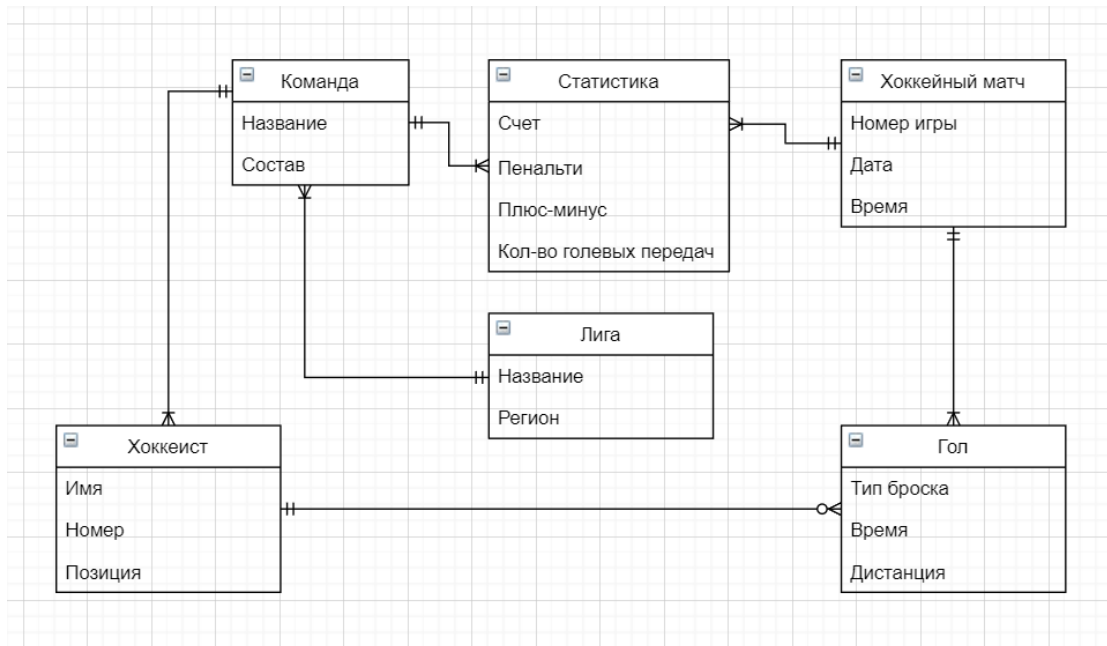 Команда
Название
Состав
Статистика
Счет
Пенальти
Плюс-минус
Кол-во голевых передач
Хоккейный матч
Номер игры
Дата
Время
Лига
Название
Регион
Хоккеист
Имя
Номер
Позиция
Гол
Тип броска
Время
Дистанция